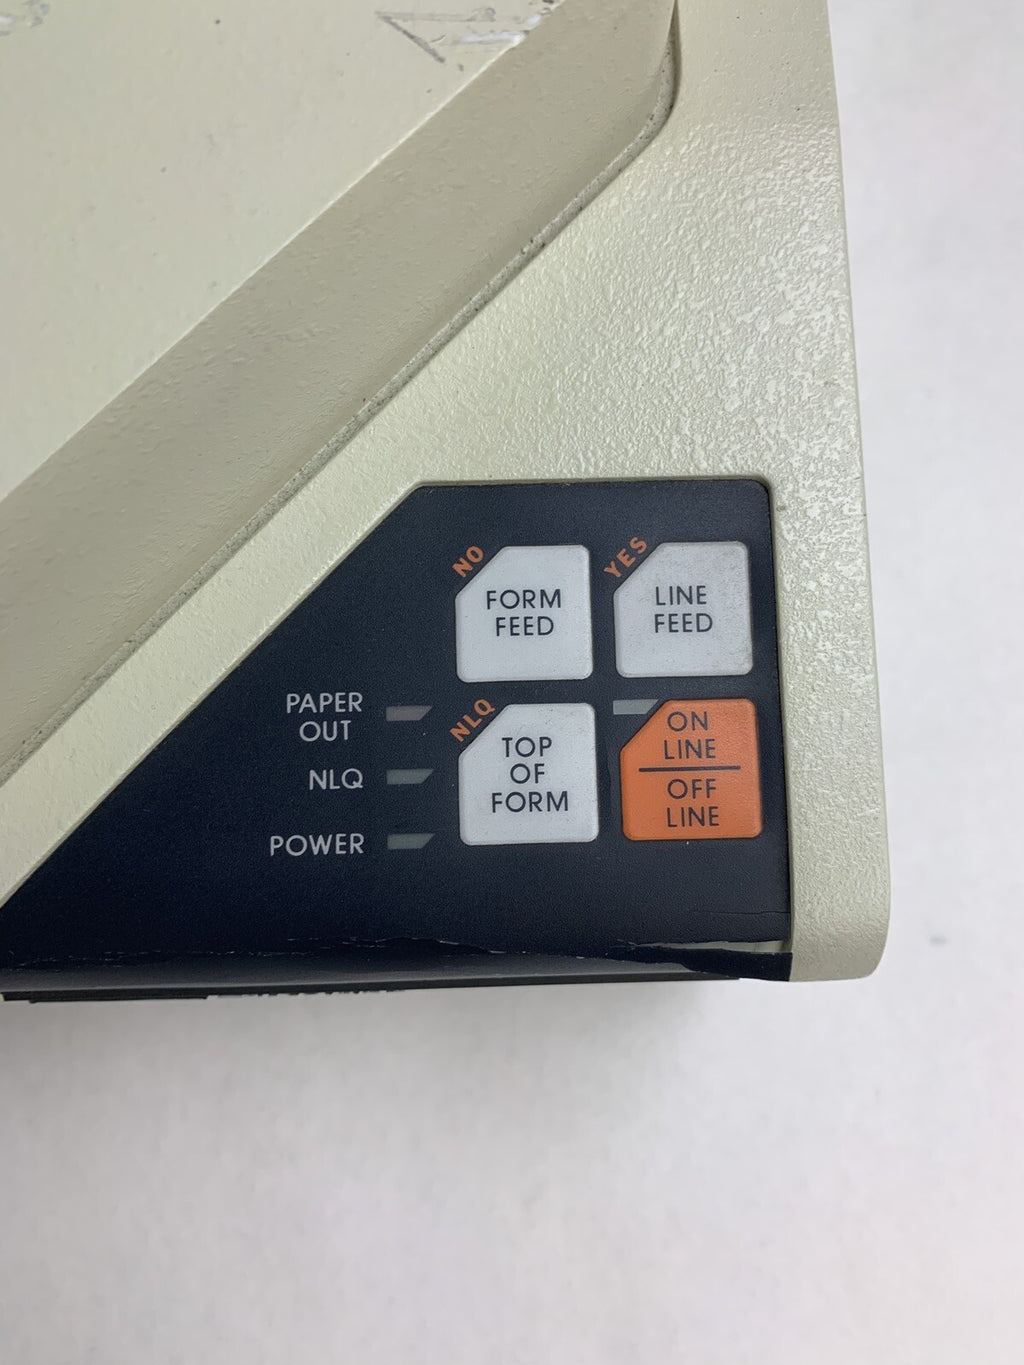 NO
FORM
FEED
YES
LINE
FEED
PAPER
OUT
NLQ
POWER
NLQ
TOP
OF
FORM
ON
LINE
OFF
LINE